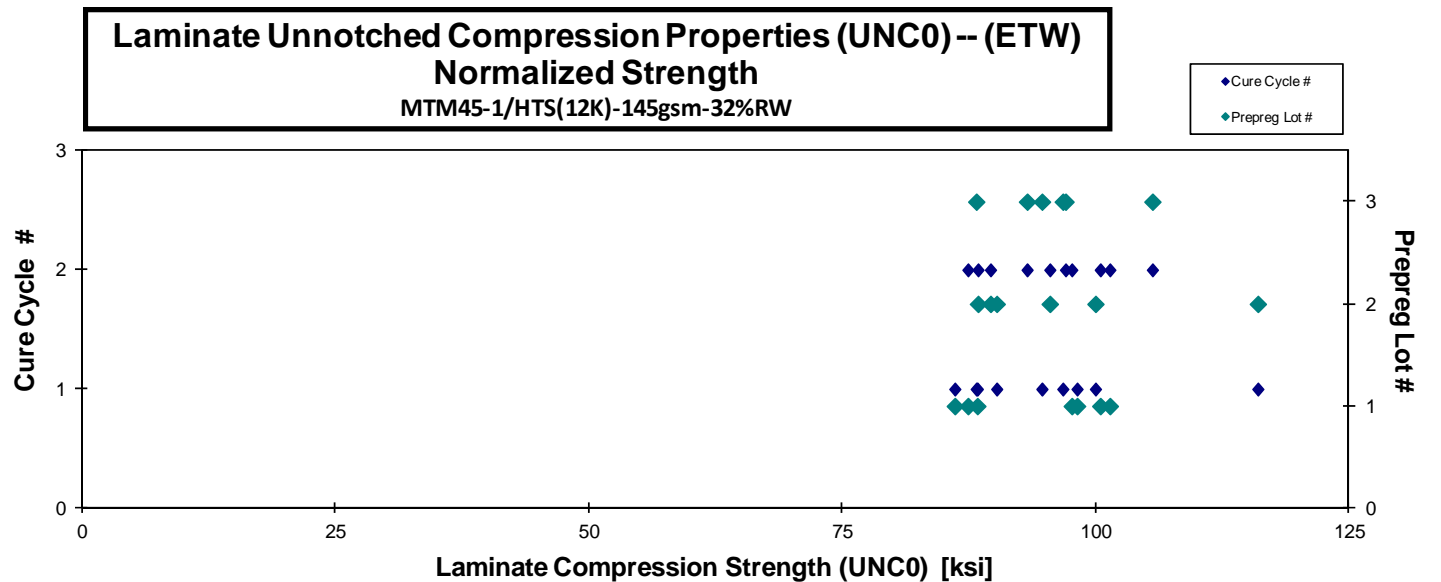 Laminate Unnotched Compression Properties (UNC0) -- (ETW)
Normalized Strength
MTM45-1/HTS(12K)-145gsm-32%RW
Cure Cycle #
Prepreg Lot #
3
2
1
0
Cure Cycle #
3
2
1
0
Prepreg Lot #
0
25
50
75
100
125
Laminate Compression Strength (UNC0) [ksi]